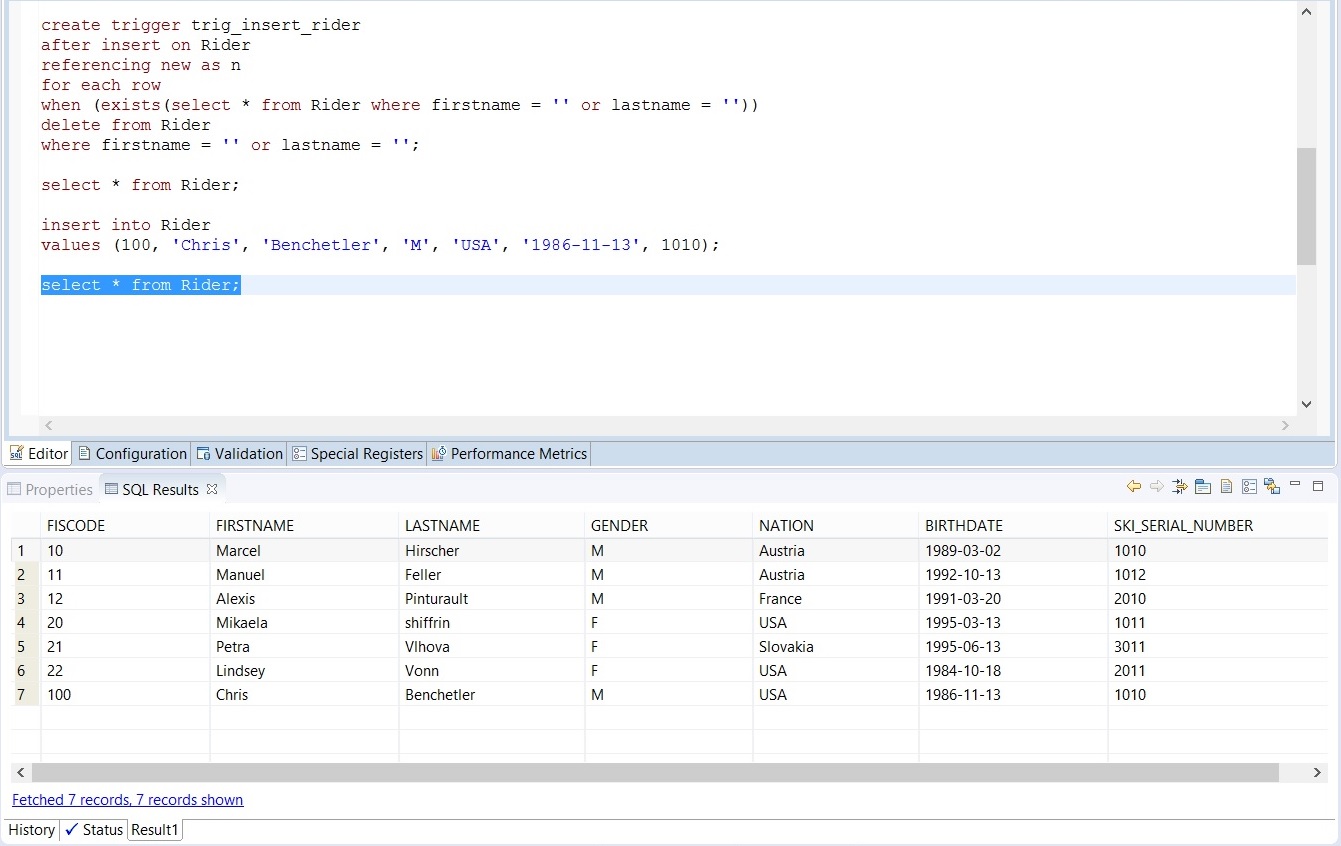 create trigger trig_insert_rider
after insert on Rider
referencing new as n
for each row
when (exists(select * from Rider where firstname = '' or lastname = ''))
delete from Rider
where firstname = '' or lastname = '';
select * from Rider;
insert into Rider
values (100, 'Chris', 'Benchetler', 'M', 'USA', '1986-11-13', 1010);
select * from Rider;
Editor Configuration Validation Special Registers Performance Metrics
Properties SQL Results
FISCODE FIRSTNAME LASTNAME GENDER NATION BIRTHDATE SKI_SERIAL_NUMBER
1 10 Marcel Hirscher M Austria 1989-03-02 1010
2 11 Manuel Feller M Austria 1992-10-13 1012
3 12 Alexis Pinturault M France 1991-03-20 2010
4 20 Mikaela shiffrin F USA 1995-03-13 1011
5 21 Petra Vlhova F Slovakia 1995-06-13 3011
6 22 Lindsey Vonn F USA 1984-10-18 2011
7 100 Chris Benchetler M USA 1986-11-13 1010
Fetched 7 records, 7 records shown
History Status Result1